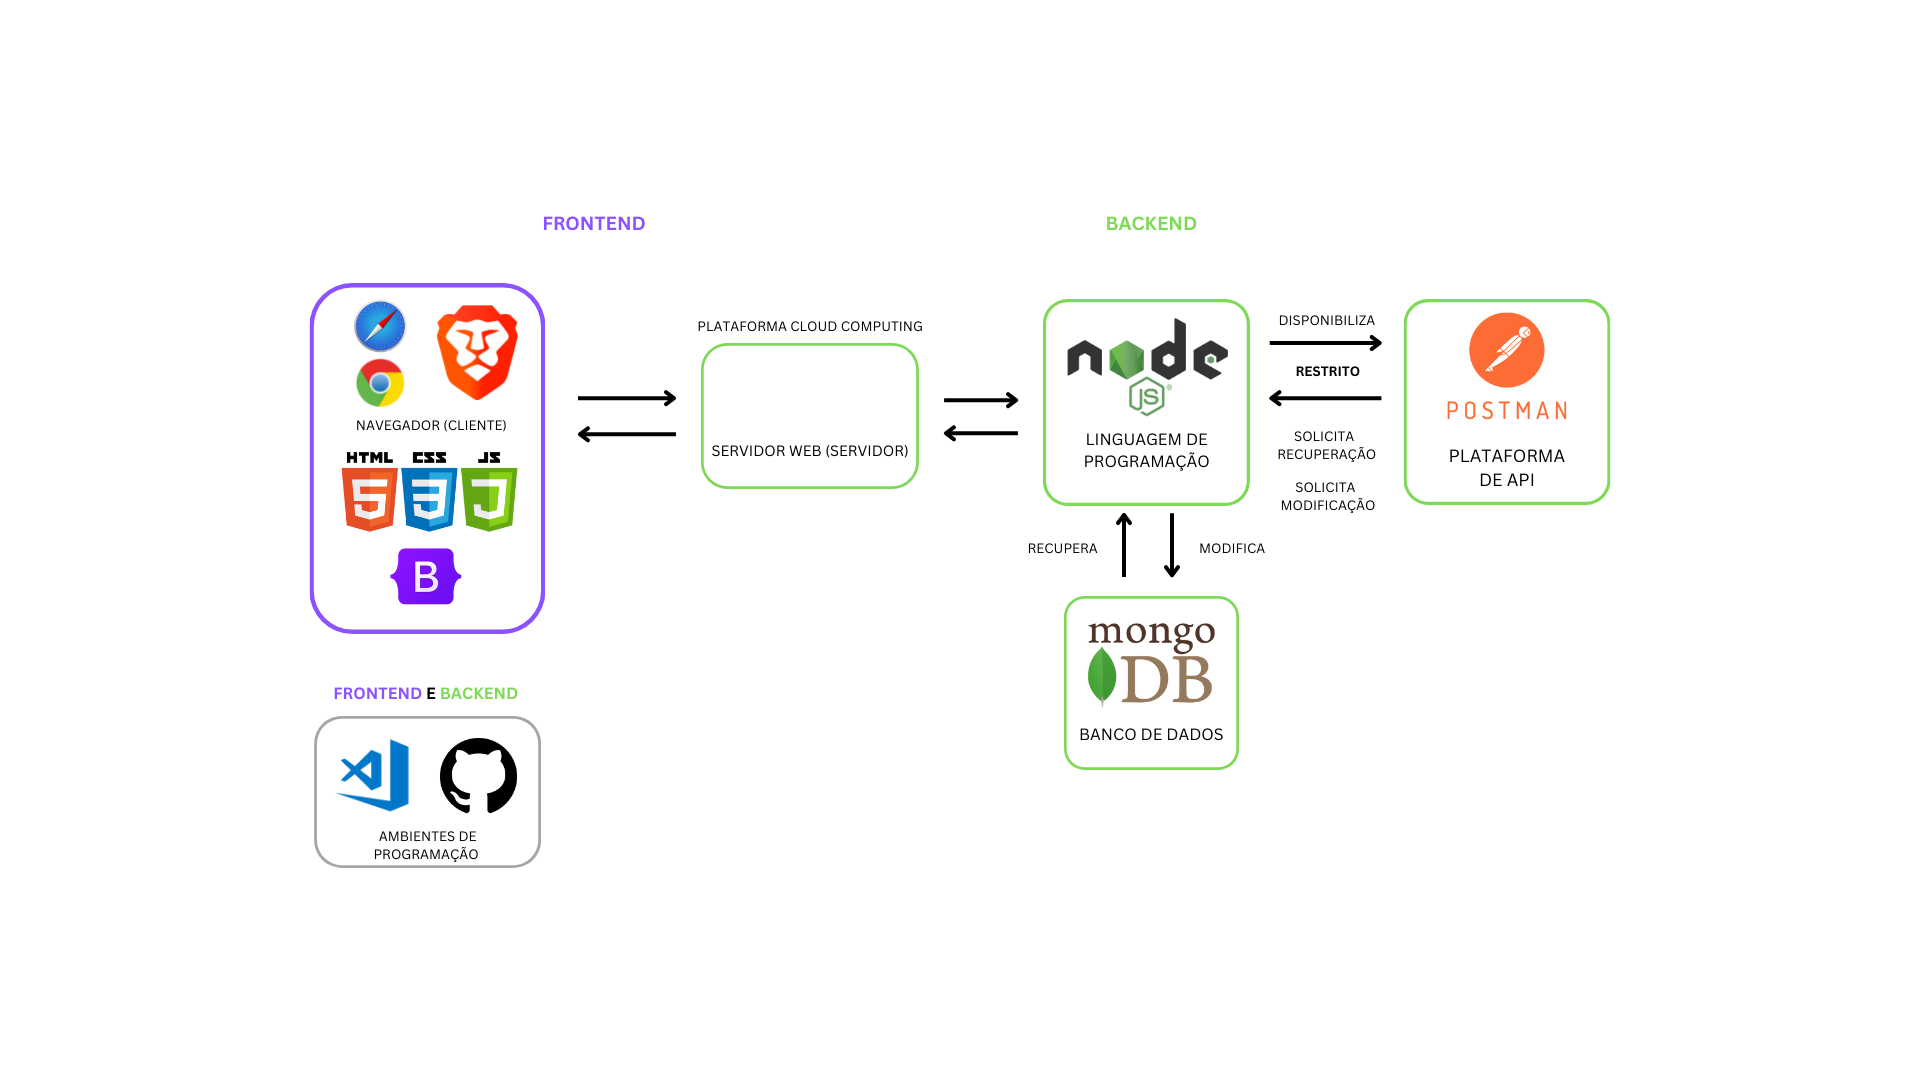 FRONTEND
BACKEND
NAVEGADOR (CLIENTE)
HTML CSS JS
5 3 J
B
PLATAFORMA CLOUD COMPUTING
SERVIDOR WEB (SERVIDOR)
node
JS ®
LINGUAGEM DE
PROGRAMAÇÃO
DISPONIBILIZA
RESTRITO
SOLICITA
RECUPERAÇÃO
SOLICITA
MODIFICAÇÃO
POSTMAN
PLATAFORMA
DE API
RECUPERA
MODIFICA
mongo
DB
BANCO DE DADOS
FRONTEND E BACKEND
AMBIENTES DE
PROGRAMAÇÃO